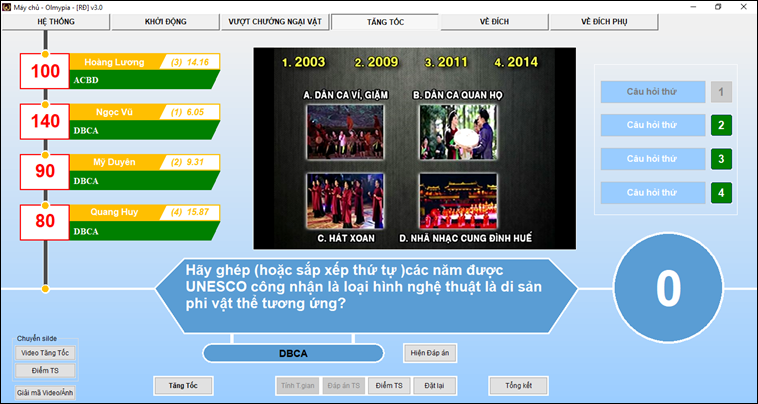 Máy chủ - Olmypia - [RĐ] v3.0
HỆ THỐNG
KHỞI ĐỘNG
VƯỢT CHƯỚNG NGẠI VẬT
TĂNG TỐC
VỀ ĐÍCH
VỀ ĐÍCH PHỤ
100
Hoàng Lương (3) 14.16
ACBD
140
Ngọc Vũ (1) 6.05
DBCA
90
Mỹ Duyên (2) 9.31
DBCA
80
Quang Huy (4) 15.87
DBCA
1. 2003 2. 2009 3. 2011 4. 2014
A. DÂN CA VÍ, GIẶM B. DÂN CA QUAN HỌ
C. HÁT XOAN D. NHÃ NHẠC CUNG ĐÌNH HUẾ
Câu hỏi thứ 1
Câu hỏi thứ 2
Câu hỏi thứ 3
Câu hỏi thứ 4
Hãy ghép (hoặc sắp xếp thứ tự )các năm được
UNESCO công nhận là loại hình nghệ thuật là di sản
phi vật thể tương ứng?
0
DBCA
Hiện Đáp án
Chuyển silde
Video Tăng Tốc
Điểm TS
Giải mã Video/Ảnh
Tăng Tốc
Tính T.gian
Đáp án TS
Điểm TS
Đặt lại
Tổng kết